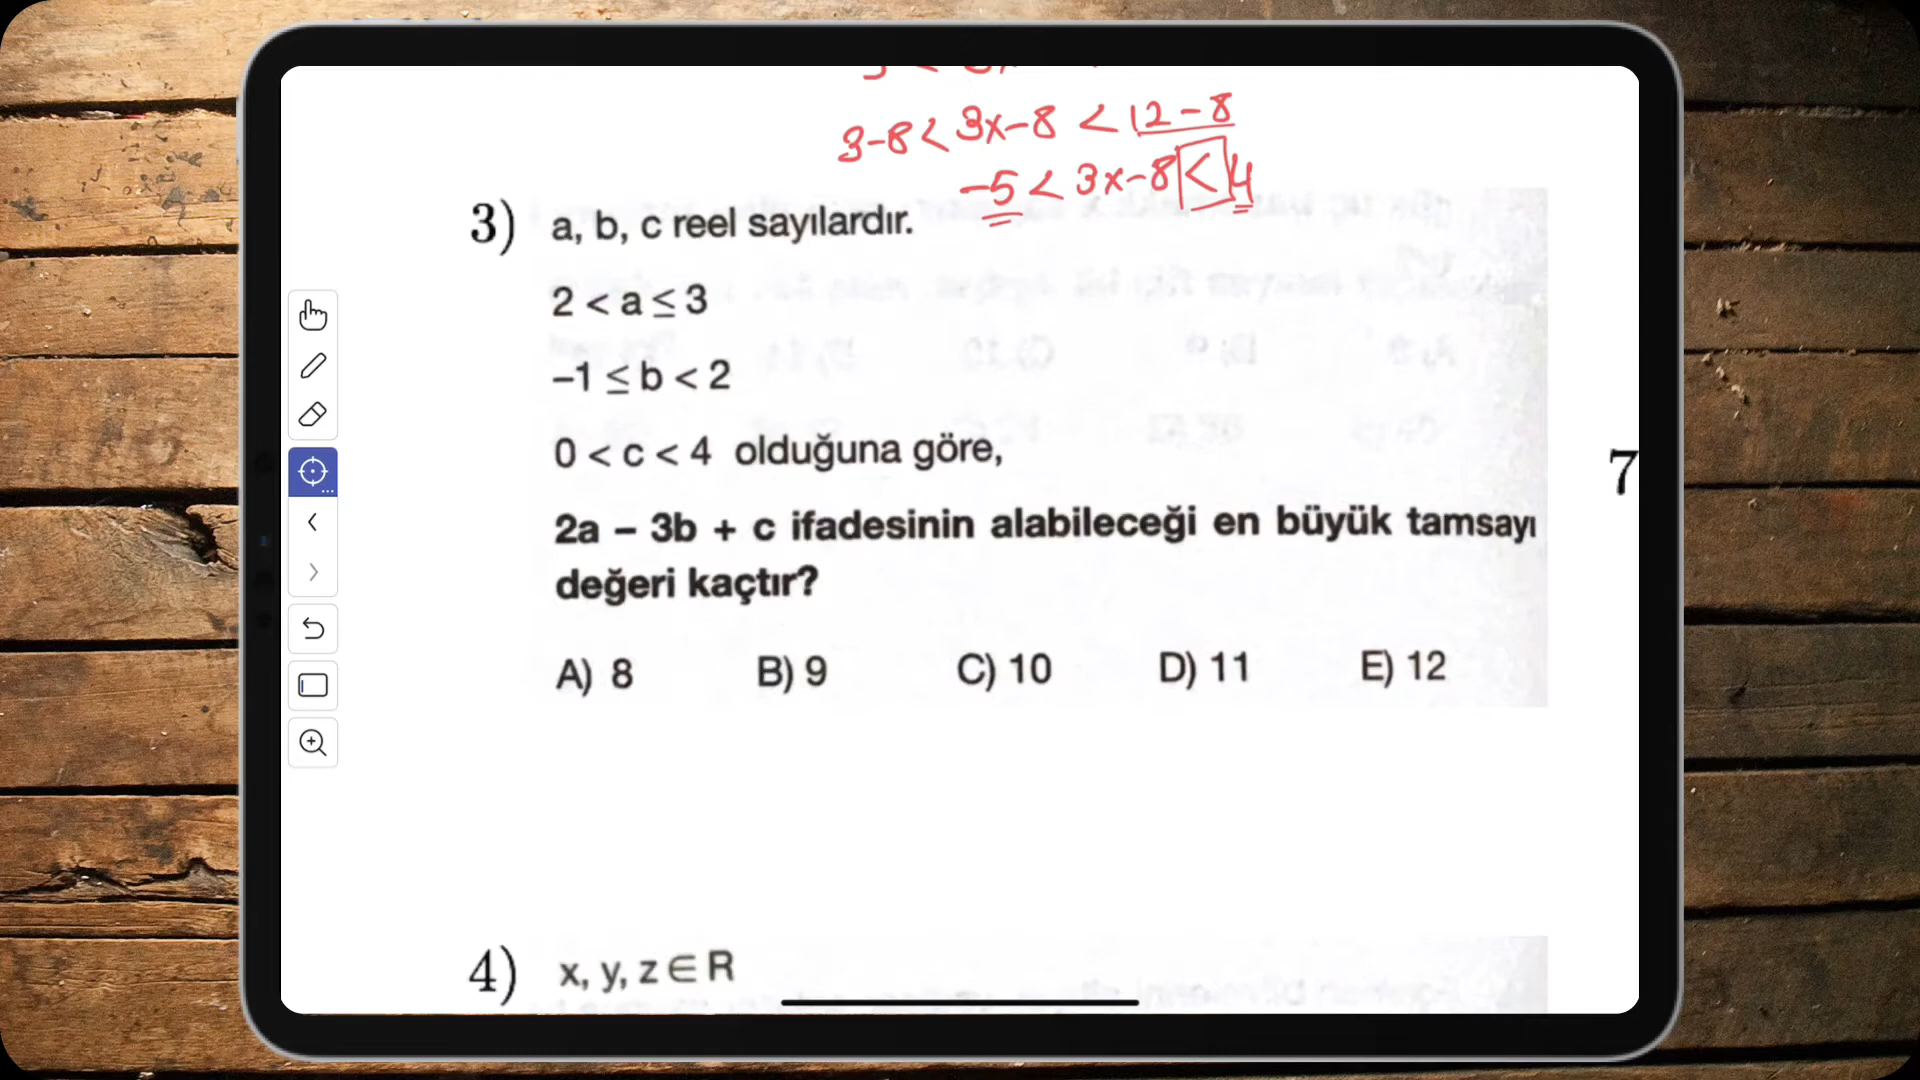 3-8 < 3x-8 < 12-8
-5 < 3x-8 < 4
3) a, b, c reel sayılardır.
2 < a ≤ 3
–1 ≤ b < 2
0 < c < 4 olduğuna göre,
2a – 3b + c ifadesinin alabileceği en büyük tamsayı
değeri kaçtır?
A) 8 B) 9 C) 10 D) 11 E) 12
7
4) x, y, z ∈ R